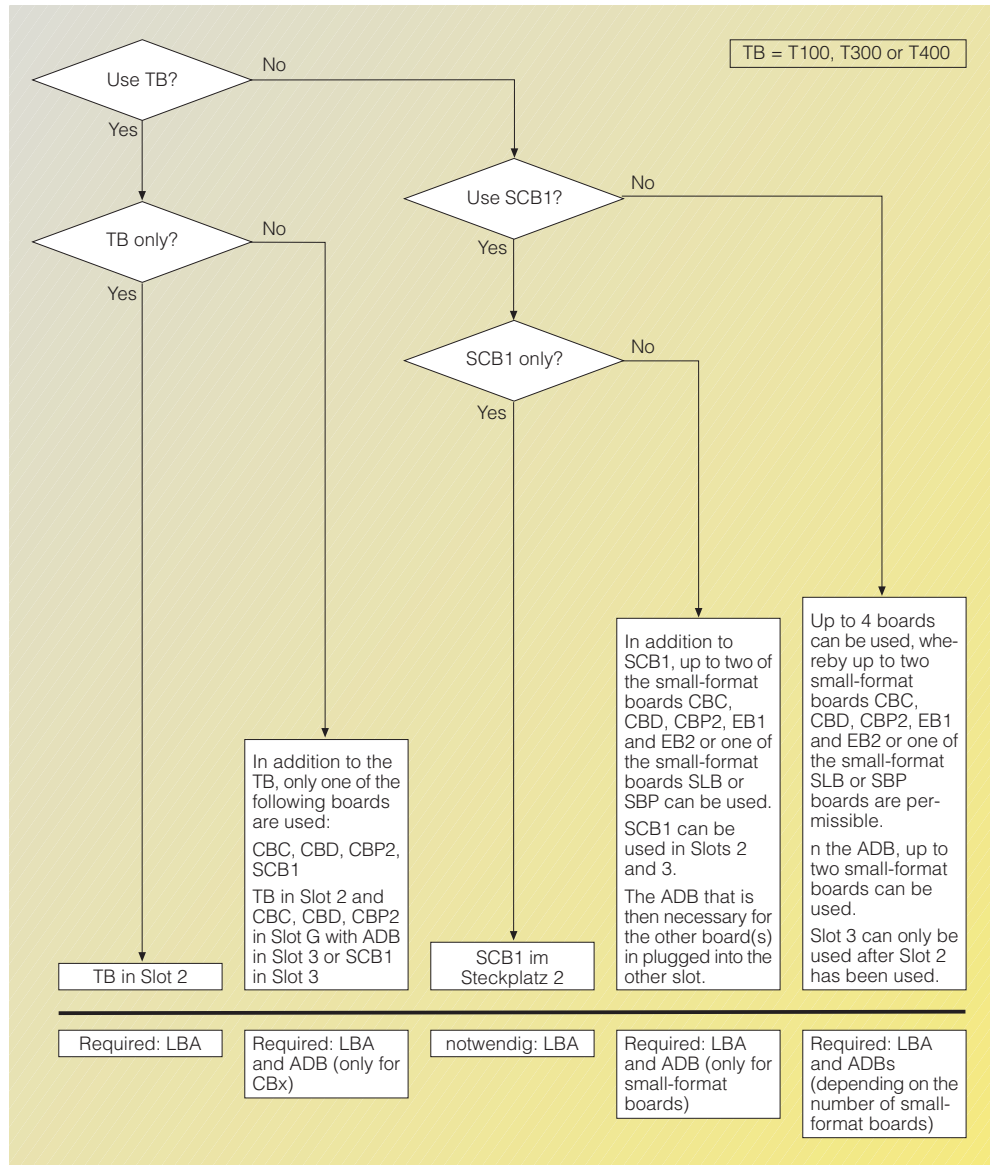 TB = T100, T300 or T400
Use TB?
No
Yes
Use SCB1?
No
Yes
TB only?
No
Yes
SCB1 only?
No
Yes
TB in Slot 2
In addition to the
TB, only one of the
following boards
are used:
CBC, CBD, CBP2,
SCB1
TB in Slot 2 and
CBC, CBD, CBP2
in Slot G with ADB
in Slot 3 or SCB1
in Slot 3
SCB1 im
Steckplatz 2
In addition to
SCB1, up to two of
the small-format
boards CBC,
CBD, CBP2, EB1
and EB2 or one of
the small-format
boards SLB or
SBP can be used.
SCB1 can be
used in Slots 2
and 3.
The ADB that is
then necessary for
the other board(s)
in plugged into the
other slot.
Up to 4 boards
can be used, whe-
reby up to two
small-format
boards CBC,
CBD, CBP2, EB1
and EB2 or one of
the small-format
SLB or SBP
boards are per-
missible.
n the ADB, up to
two small-format
boards can be
used.
Slot 3 can only be
used after Slot 2
has been used.
Required: LBA
Required: LBA
and ADB (only for
CBx)
notwendig: LBA
Required: LBA
and ADB (only for
small-format
boards)
Required: LBA
and ADBs
(depending on the
number of small-
format boards)